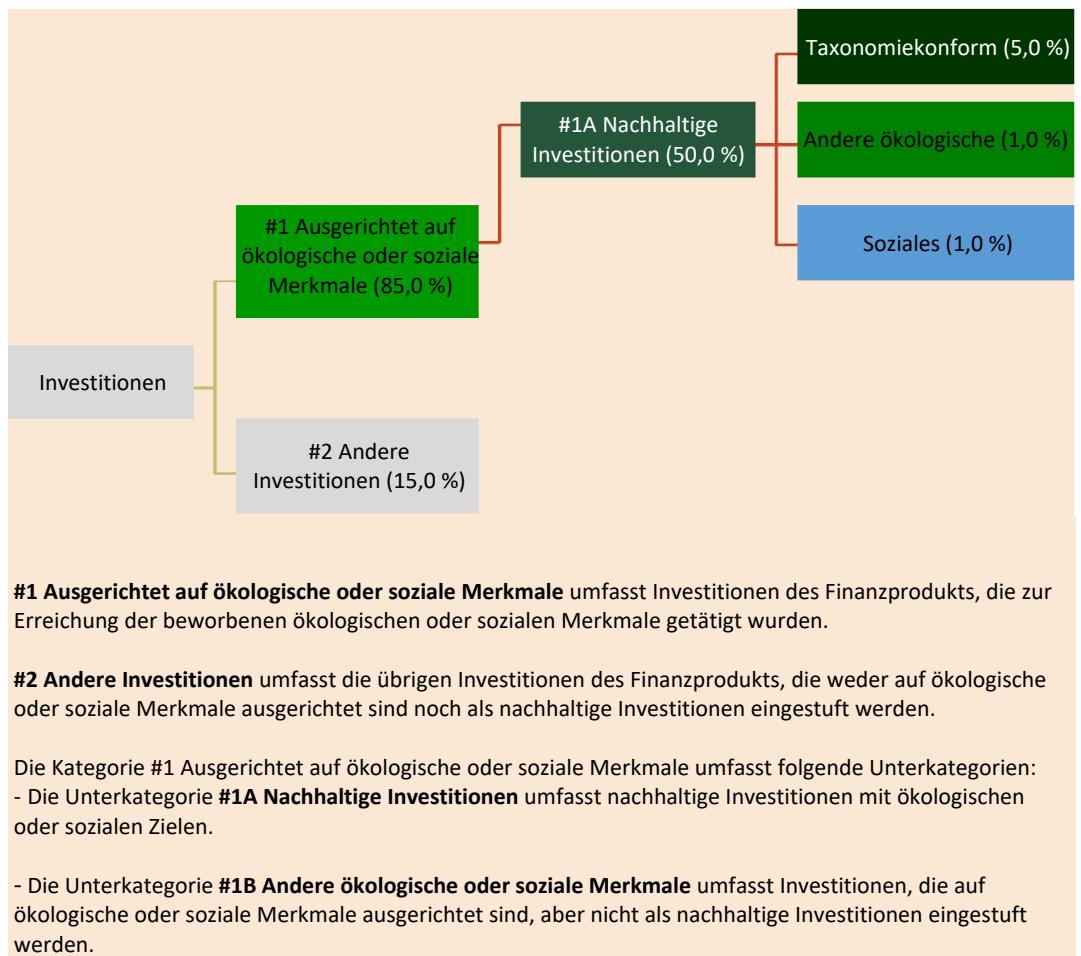 Taxonomiekonform (5,0 %)
#1A Nachhaltige
Investitionen (50,0 %)
Andere ökologische (1,0 %)
#1 Ausgerichtet auf
ökologische oder soziale
Merkmale (85,0 %)
Soziales (1,0 %)
Investitionen
#2 Andere
Investitionen (15,0 %)
#1 Ausgerichtet auf ökologische oder soziale Merkmale umfasst Investitionen des Finanzprodukts, die zur
Erreichung der beworbenen ökologischen oder sozialen Merkmale getätigt wurden.
#2 Andere Investitionen umfasst die übrigen Investitionen des Finanzprodukts, die weder auf ökologische
oder soziale Merkmale ausgerichtet sind noch als nachhaltige Investitionen eingestuft werden.
Die Kategorie #1 Ausgerichtet auf ökologische oder soziale Merkmale umfasst folgende Unterkategorien:
- Die Unterkategorie #1A Nachhaltige Investitionen umfasst nachhaltige Investitionen mit ökologischen
oder sozialen Zielen.
- Die Unterkategorie #1B Andere ökologische oder soziale Merkmale umfasst Investitionen, die auf
ökologische oder soziale Merkmale ausgerichtet sind, aber nicht als nachhaltige Investitionen eingestuft
werden.